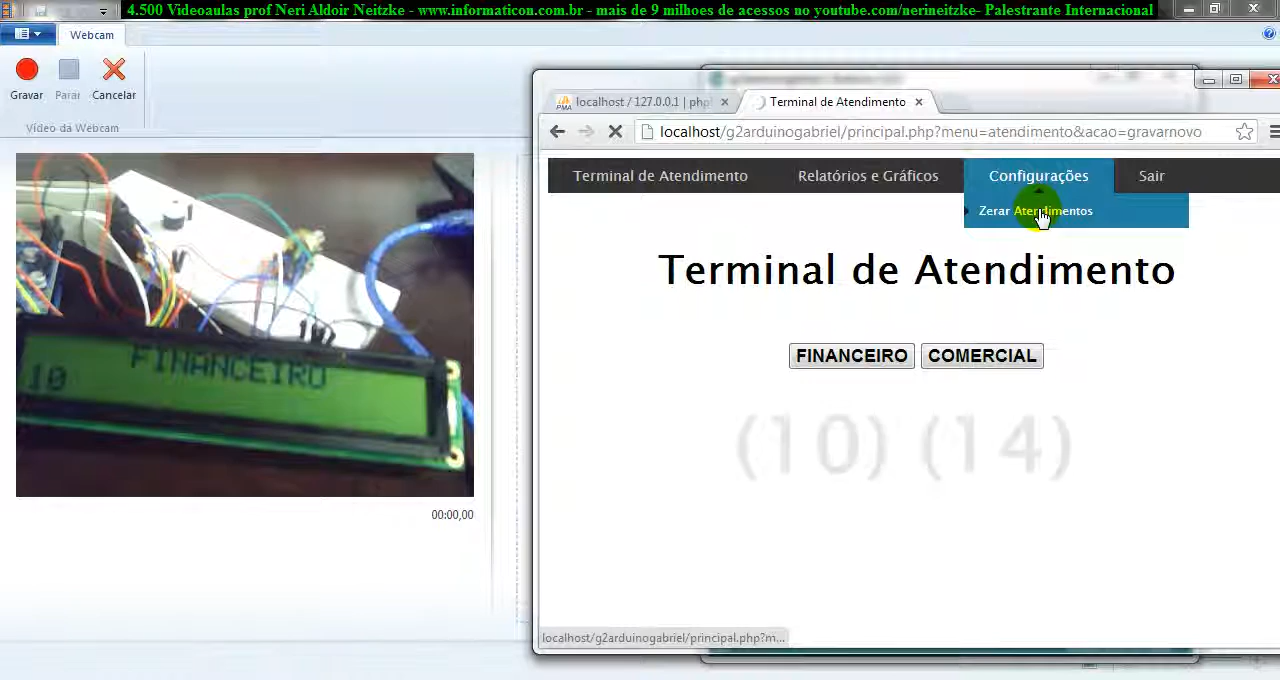 4.500 Videoaulas prof Neri Aldoir Neitzke - www.informaticon.com.br - mais de 9 milhoes de acessos no youtube.com/nerineitzke- Palestrante Internacional
Webcam
Gravar
Parar
Cancelar
Vídeo da Webcam
FINANCEIRO
10
00:00,00
localhost / 127.0.0.1 | php
Terminal de Atendimento
localhost/g2arduinogabriel/principal.php?menu=atendimento&acao=gravarnovo
Terminal de Atendimento
Relatórios e Gráficos
Configurações
Sair
Zerar Atendimentos
Terminal de Atendimento
FINANCEIRO
COMERCIAL
(10) (14)
localhost/g2arduinogabriel/principal.php?m...